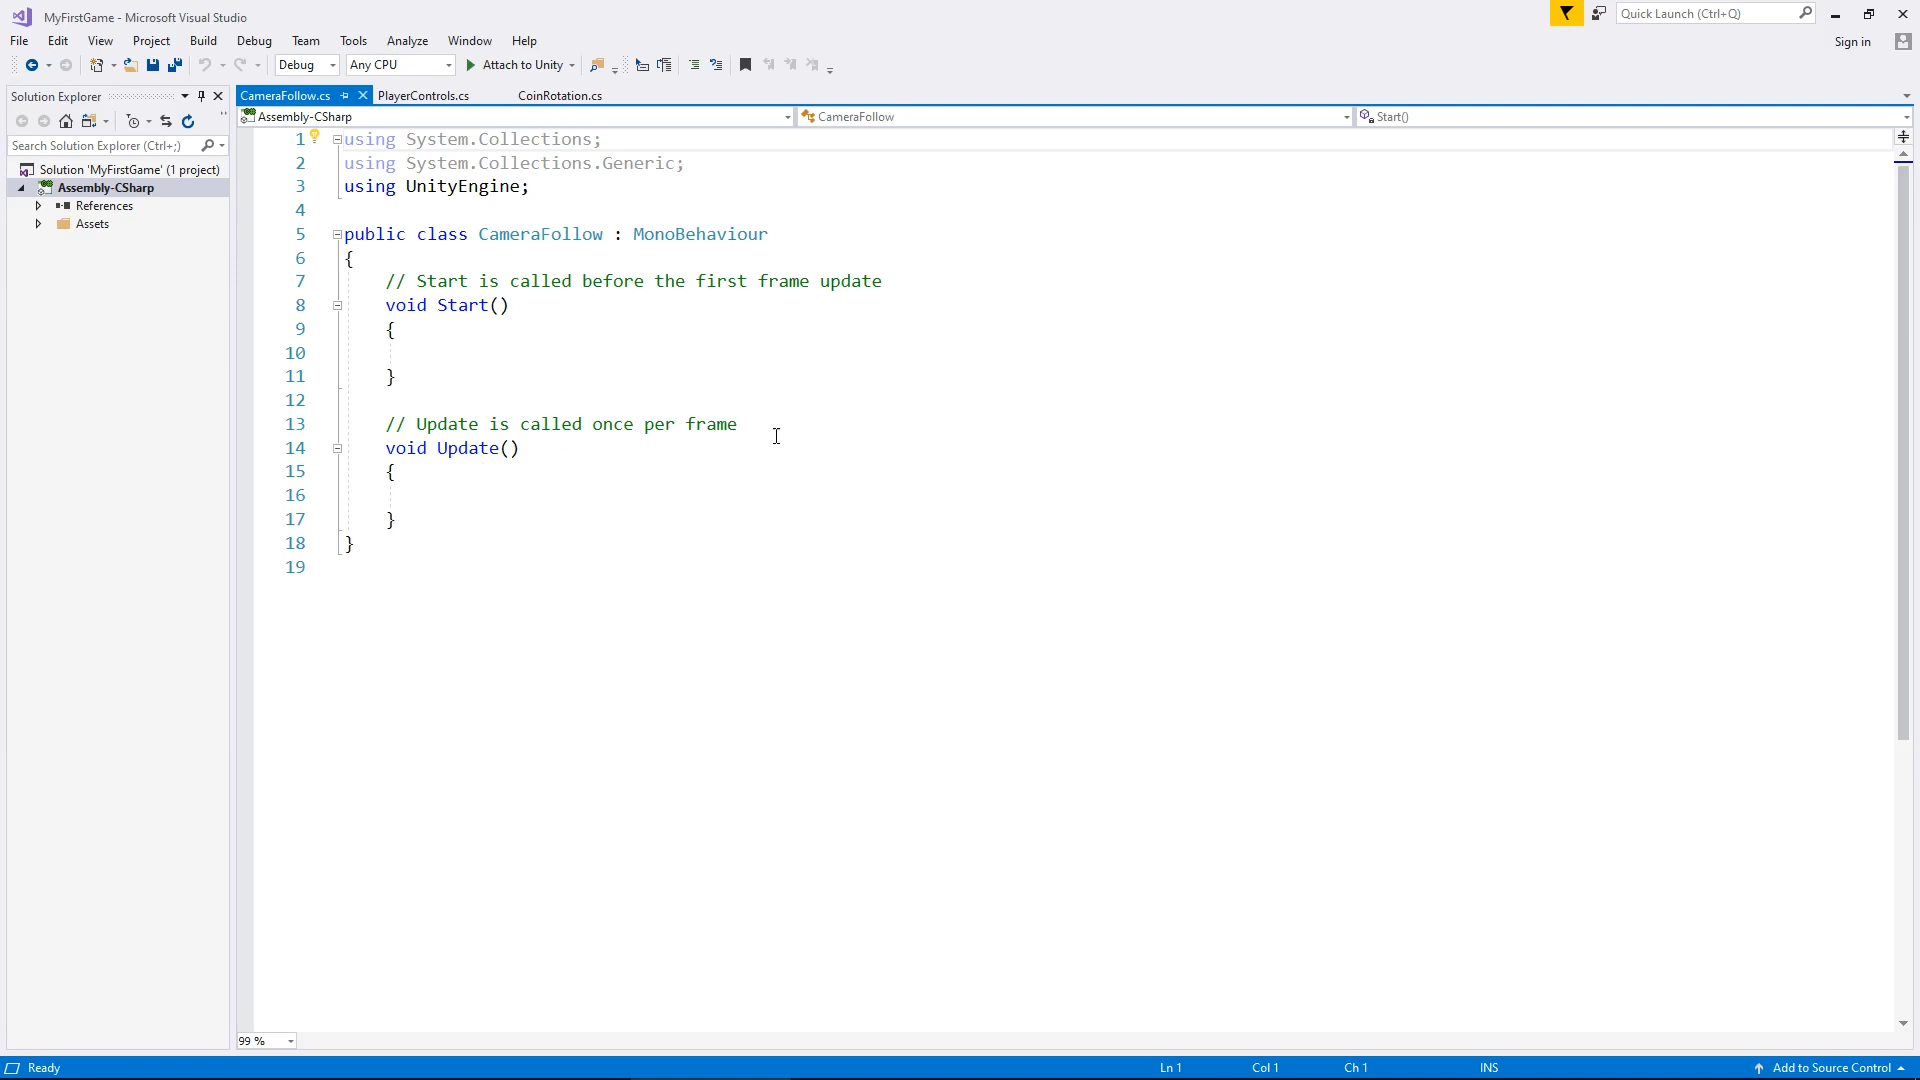 MyFirstGame - Microsoft Visual Studio
Quick Launch (Ctrl+Q)
File Edit View Project Build Debug Team Tools Analyze Window Help
Sign in
Debug Any CPU Attach to Unity
Solution Explorer
CameraFollow.cs PlayerControls.cs CoinRotation.cs
Assembly-CSharp CameraFollow Start()
Search Solution Explorer (Ctrl+;)
Solution 'MyFirstGame' (1 project)
Assembly-CSharp
References
Assets
1 using System.Collections;
2 using System.Collections.Generic;
3 using UnityEngine;
4
5 public class CameraFollow : MonoBehaviour
6 {
7 // Start is called before the first frame update
8 void Start()
9 {
10
11 }
12
13 // Update is called once per frame
14 void Update()
15 {
16
17 }
18 }
19
99 %
Ready Ln 1 Col 1 Ch 1 INS Add to Source Control